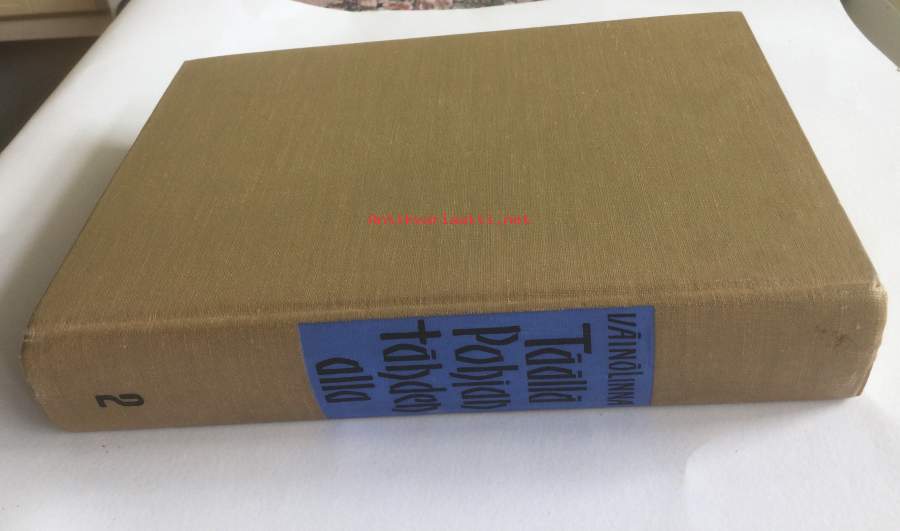 VÄINÖ LINNA
Täällä
Pohjan
tähden
alla
2
Antikvariaatti.net